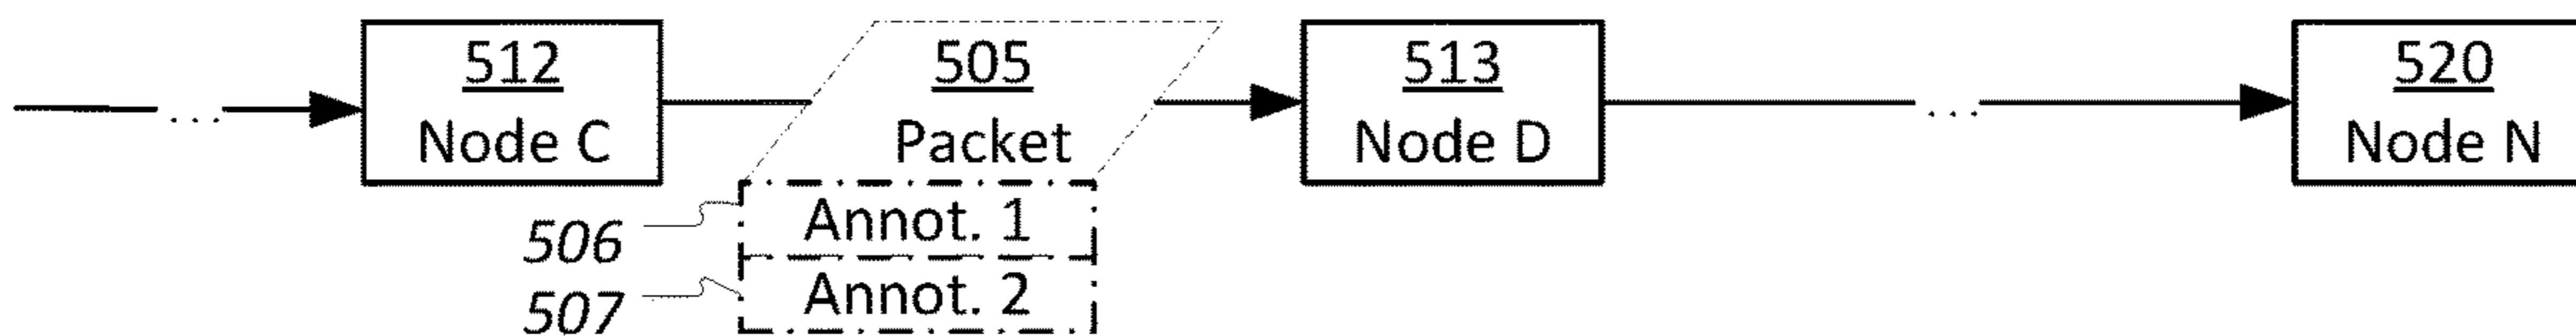 512
Node C
505
Packet
513
Node D
520
Node N
...
...
506
Annot. 1
507
Annot. 2